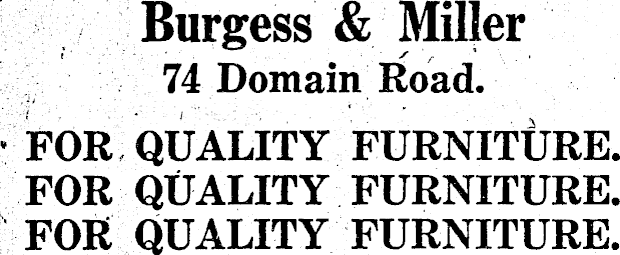 Burgess & Miller
74 Domain Road.
FOR QUALITY FURNITURE.
FOR QUALITY FURNITURE.
FOR QUALITY FURNITURE.